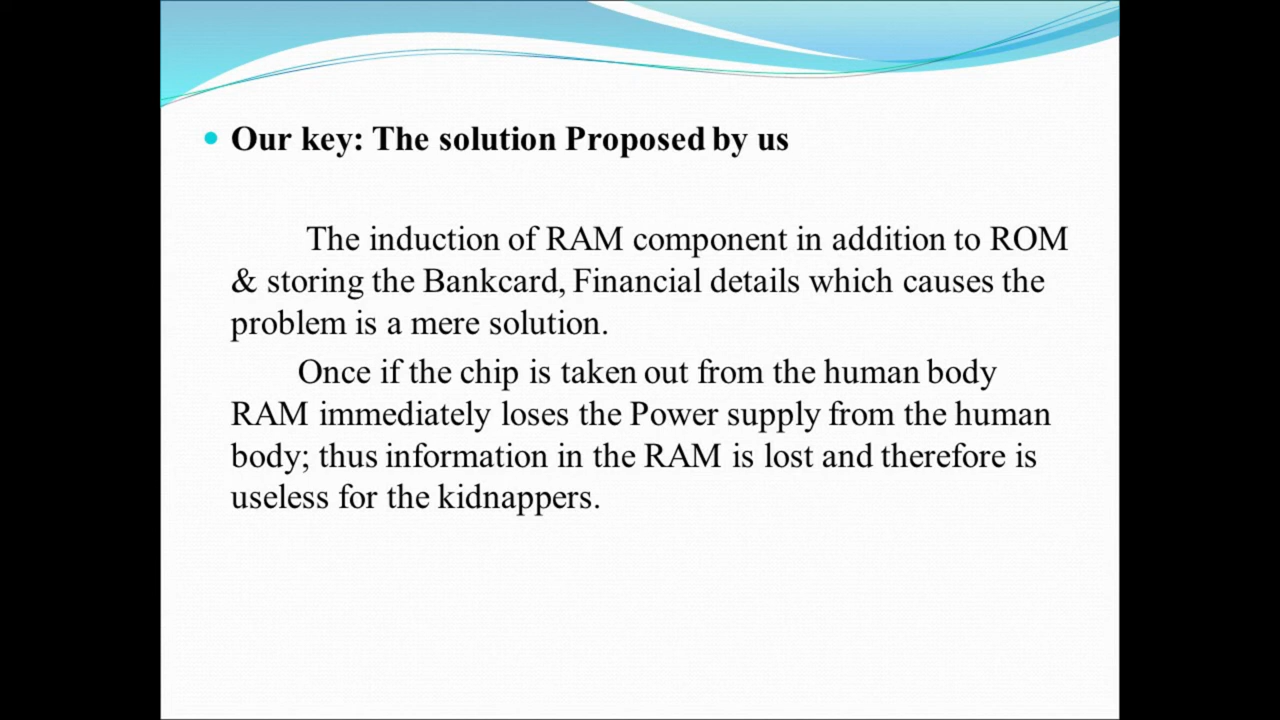 Our key: The solution Proposed by us
The induction of RAM component in addition to ROM
& storing the Bankcard, Financial details which causes the
problem is a mere solution.
Once if the chip is taken out from the human body
RAM immediately loses the Power supply from the human
body; thus information in the RAM is lost and therefore is
useless for the kidnappers.